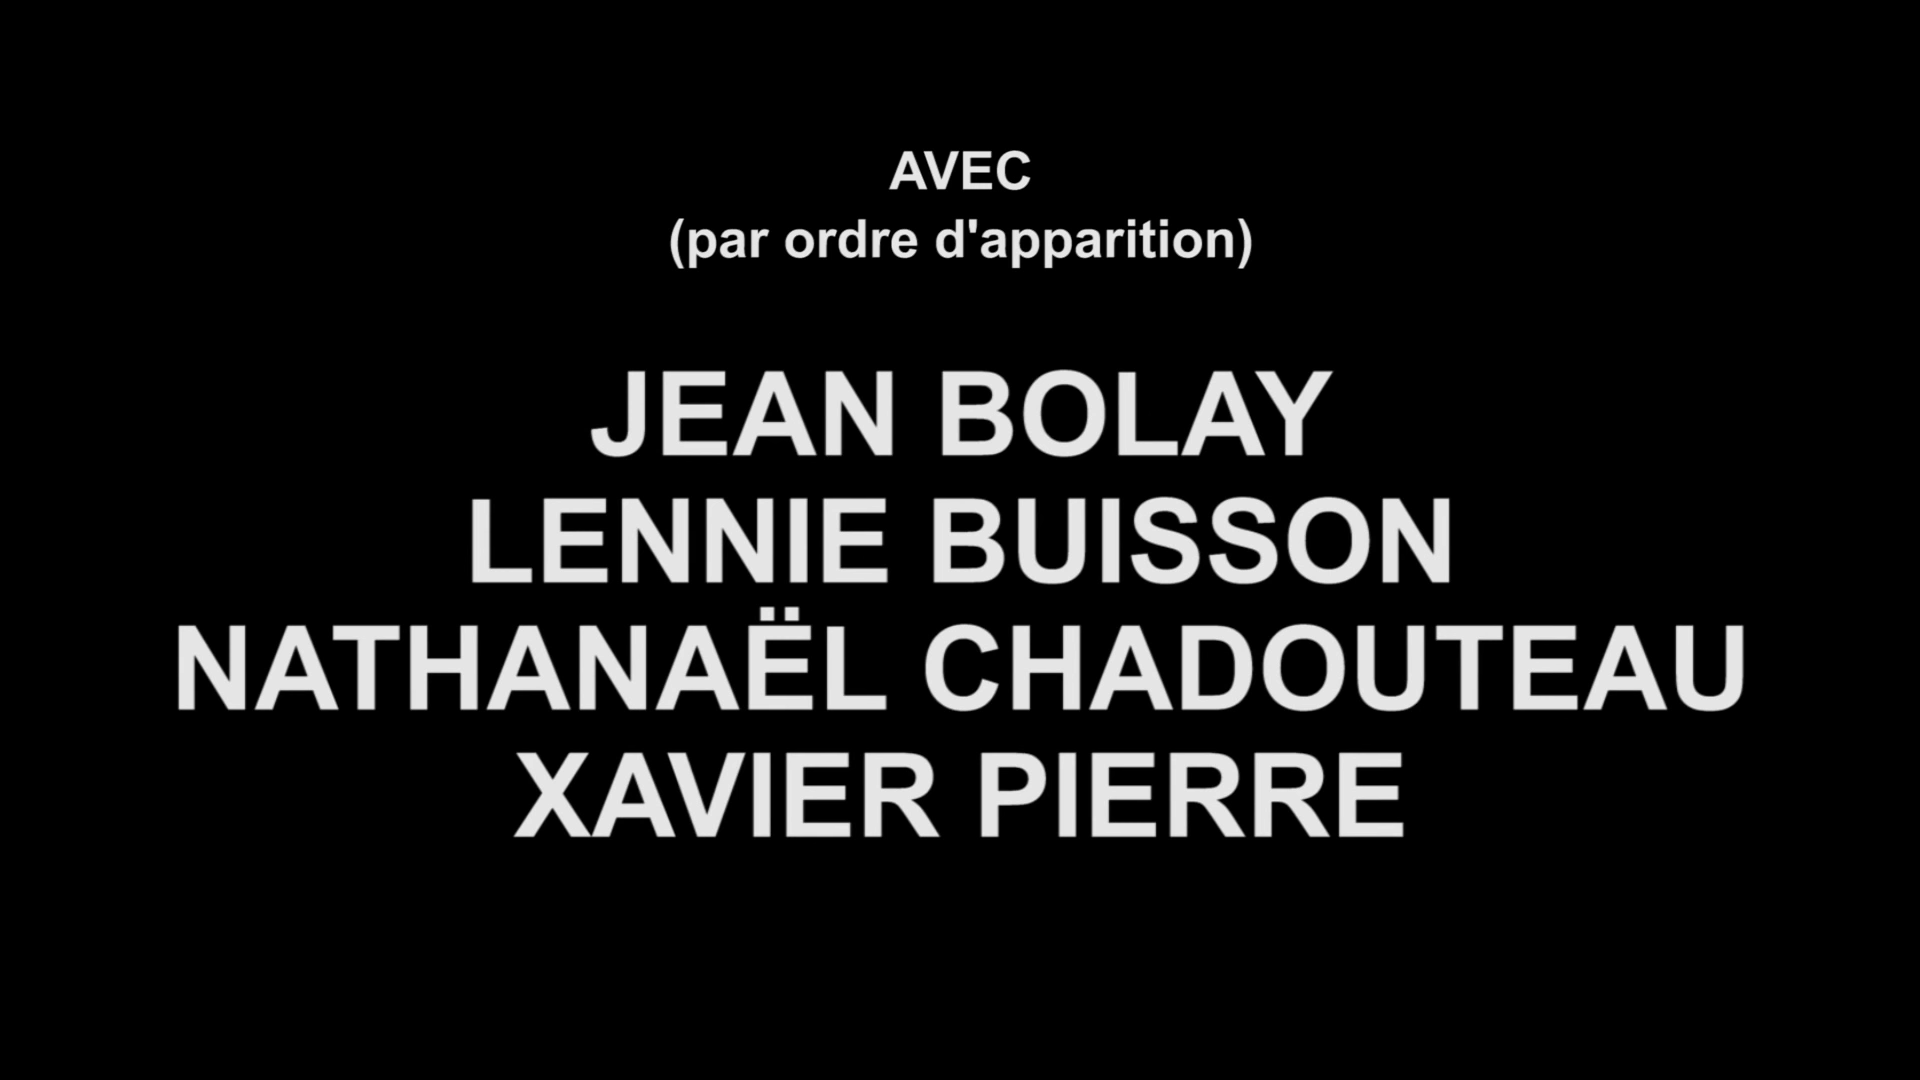 AVEC
(par ordre d'apparition)
JEAN BOLAY
LENNIE BUISSON
NATHANAËL CHADOUTEAU
XAVIER PIERRE